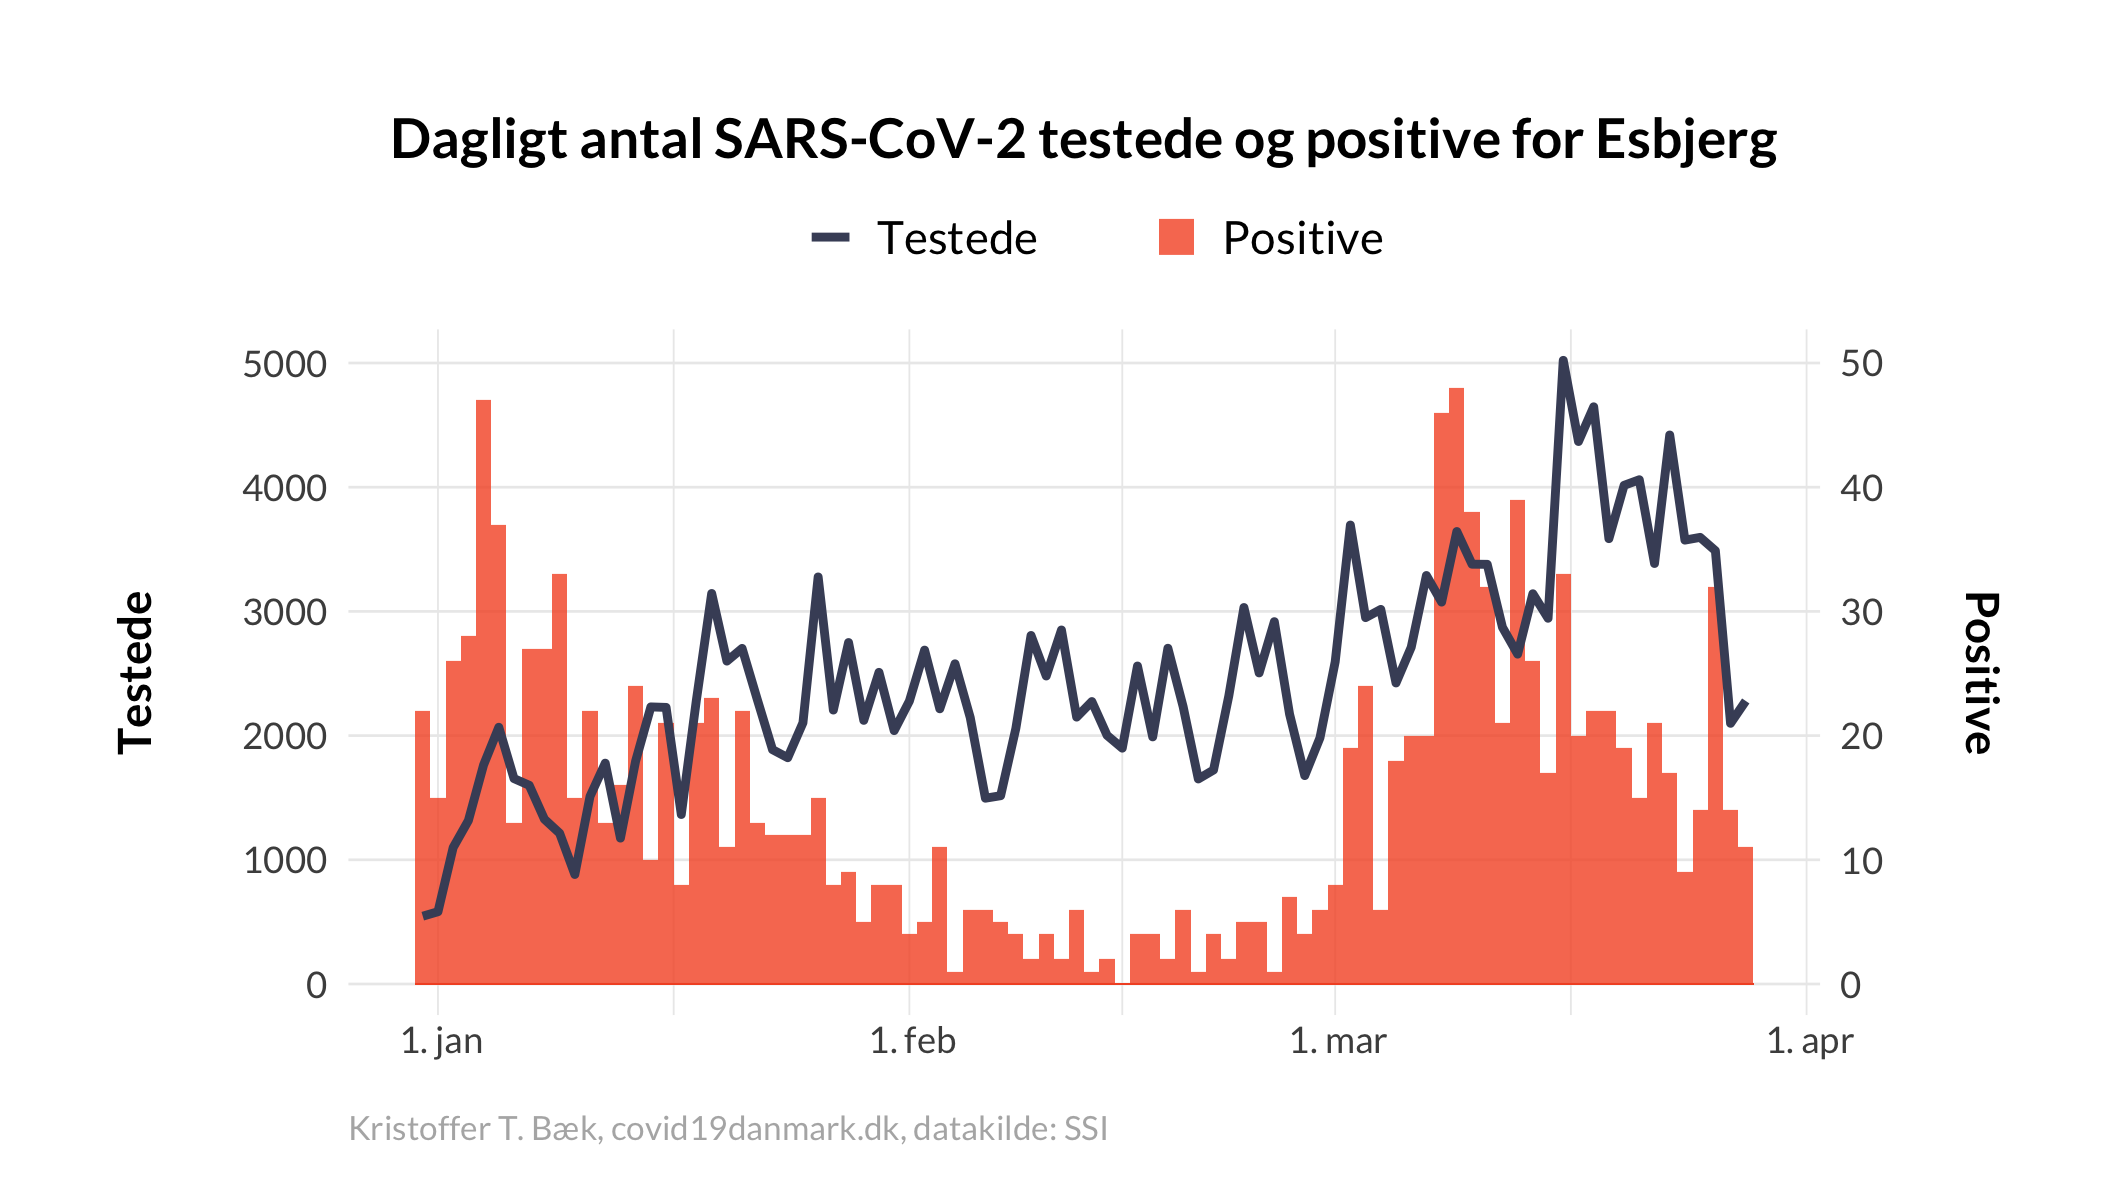 Dagligt antal SARS-CoV-2 testede og positive for Esbjerg
Testede
Positive
5000
4000
3000
2000
1000
0
Testede
50
40
30
20
10
0
Positive
1. jan
1. feb
1. mar
1. apr
Kristoffer T. Bæk, covid19danmark.dk, datakilde: SSI